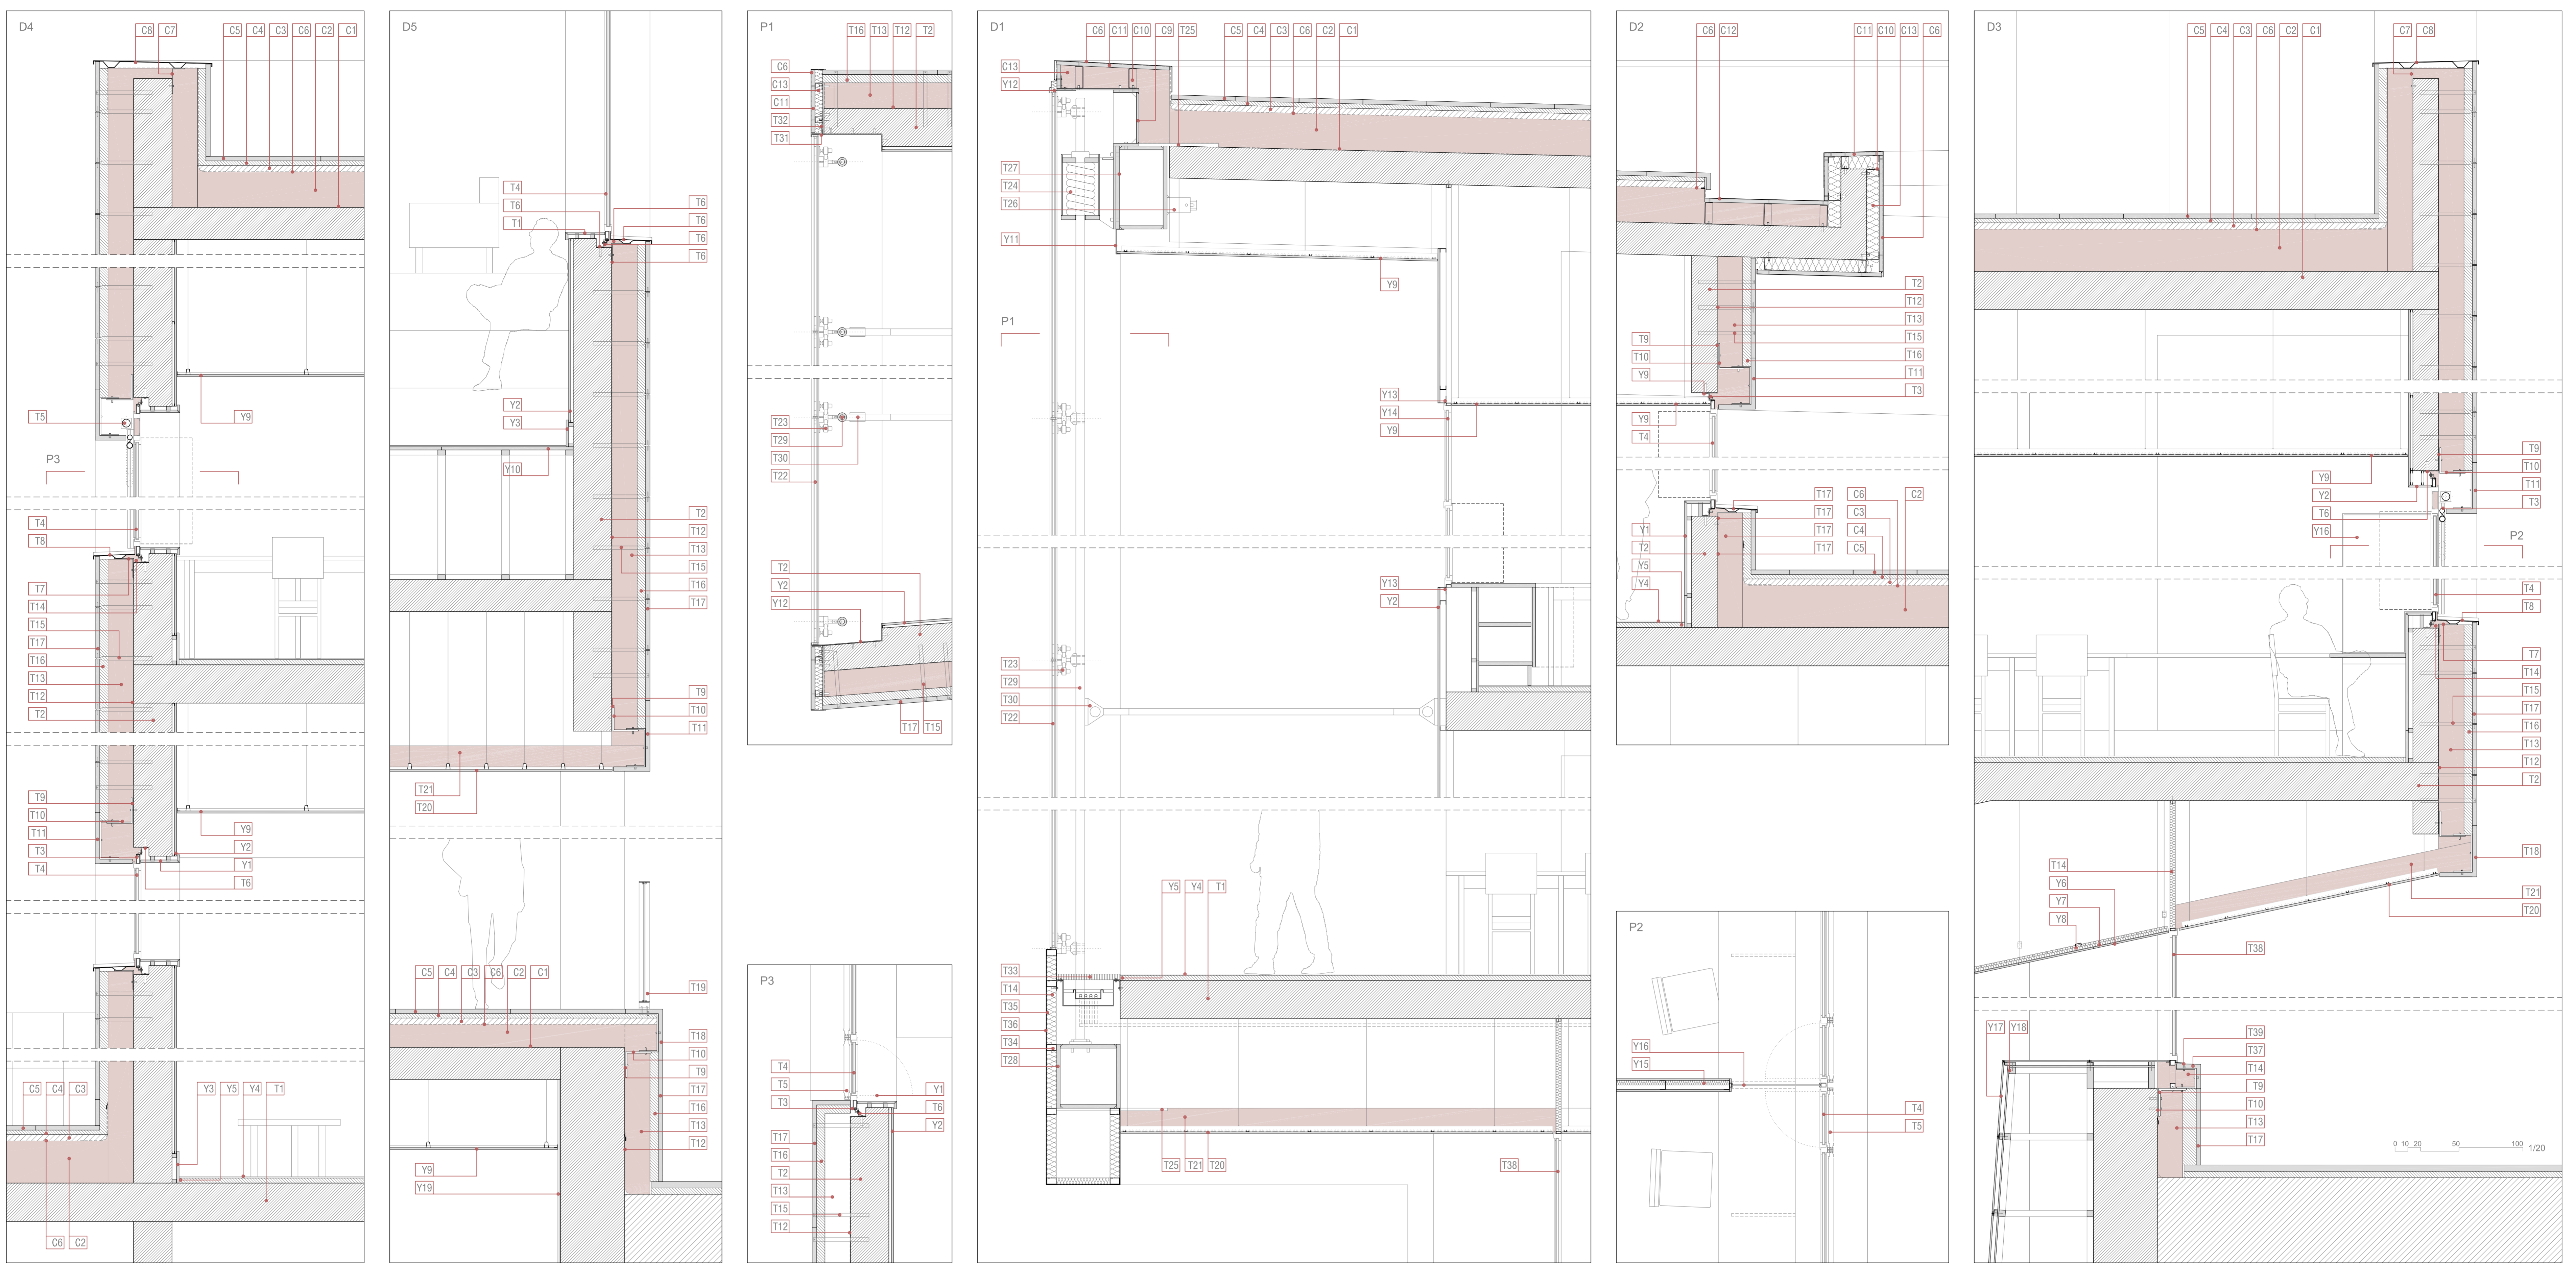 D4
C8 C7 C5 C4 C3 C6 C2 C1
T5
Y9
P3
T4
T8
T7
T14
T15
T17
T16
T13
T12
T2
T9
T10
T11
T3
T4
Y9
Y2
Y1
T6
C5 C4 C3
Y3 Y5 Y4 T1
C6 C2
D5
T4
T6
T1
T6
T6
T6
T6
Y2
Y3
Y10
T2
T12
T13
T15
T16
T17
T9
T10
T11
T21
T20
C5 C4 C3 C6 C2 C1
T19
T18
T10
T9
T17
T16
T13
T12
Y9
Y19
P1
T16 T13 T12 T2
C6
C13
C11
T32
T31
T23
T29
T30
T22
T2
Y2
Y12
T17 T15
P3
T4
T5
T3
Y1
T6
Y2
T17
T16
T2
T13
T15
T12
D1
C6 C11 C10 C9 T25 C5 C4 C3 C6 C2 C1
C13
Y12
T27
T24
T26
Y11
Y9
P1
Y13
Y14
Y9
Y13
Y2
T23
T29
T30
T22
Y5 Y4 T1
T33
T14
T35
T36
T34
T28
T25 T21 T20
T38
D2
C6 C12 C11 C10 C13 C6
T2
T12
T13
T15
T16
T11
T3
T9
T10
Y9
Y9
T4
T17 C6 C2
T17 C3
T17 C4
T17 C5
Y1
T2
Y5
Y4
P2
Y16
Y15
T4
T5
D3
C5 C4 C3 C6 C2 C1 C7 C8
T9
T10
T11
T3
Y9
Y2
T6
Y16
P2
T4
T8
T7
T14
T15
T17
T16
T13
T12
T2
T18
T14
Y6
Y7
Y8
T21
T20
T38
Y17 Y18
T39
T37
T14
T9
T10
T13
T17
0 10 20 50 100 1/20